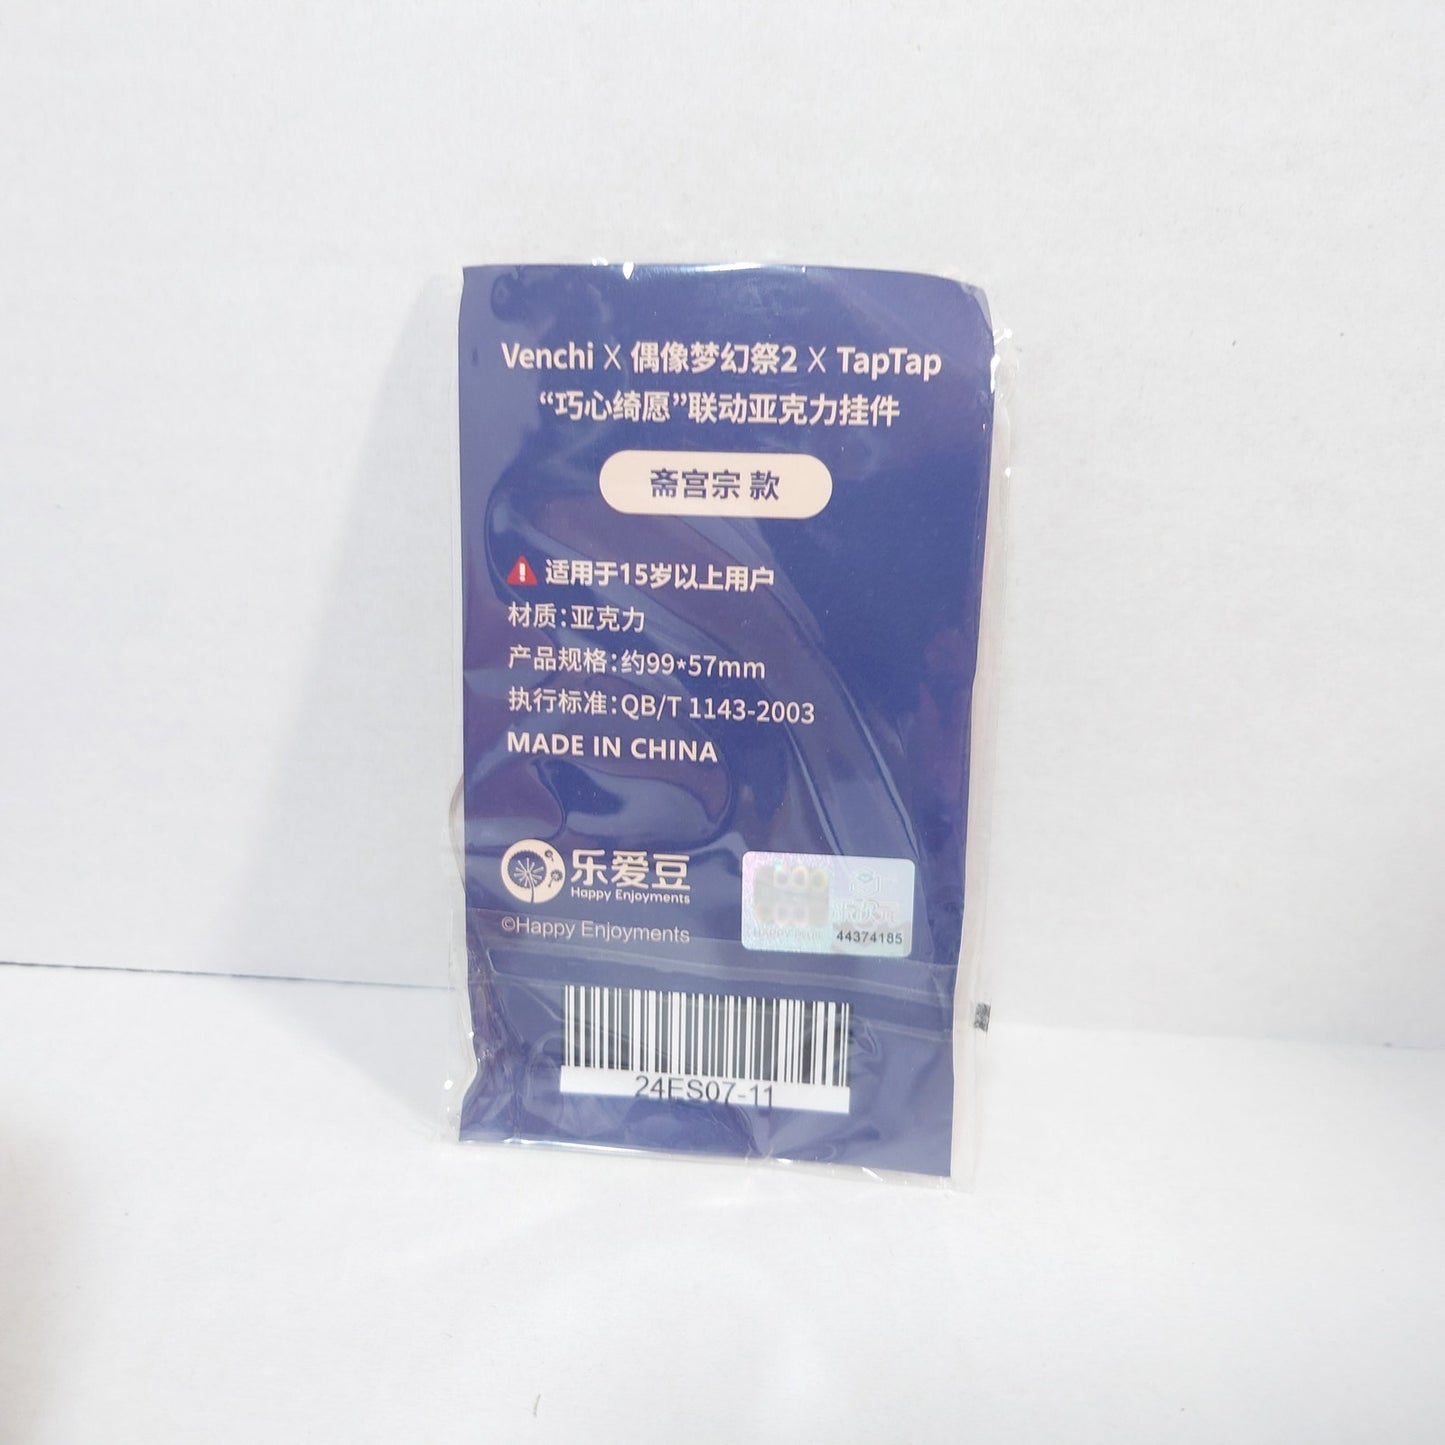 Venchi X 偶像梦幻祭2 X TapTap
“巧心绮愿”联动亚克力挂件
斋宫宗 款
适用于15岁以上用户
材质：亚克力
产品规格：约99*57mm
执行标准：QB/T 1143-2003
MADE IN CHINA
乐爱豆
Happy Enjoyments
©Happy Enjoyments
44374185
24ES07-11